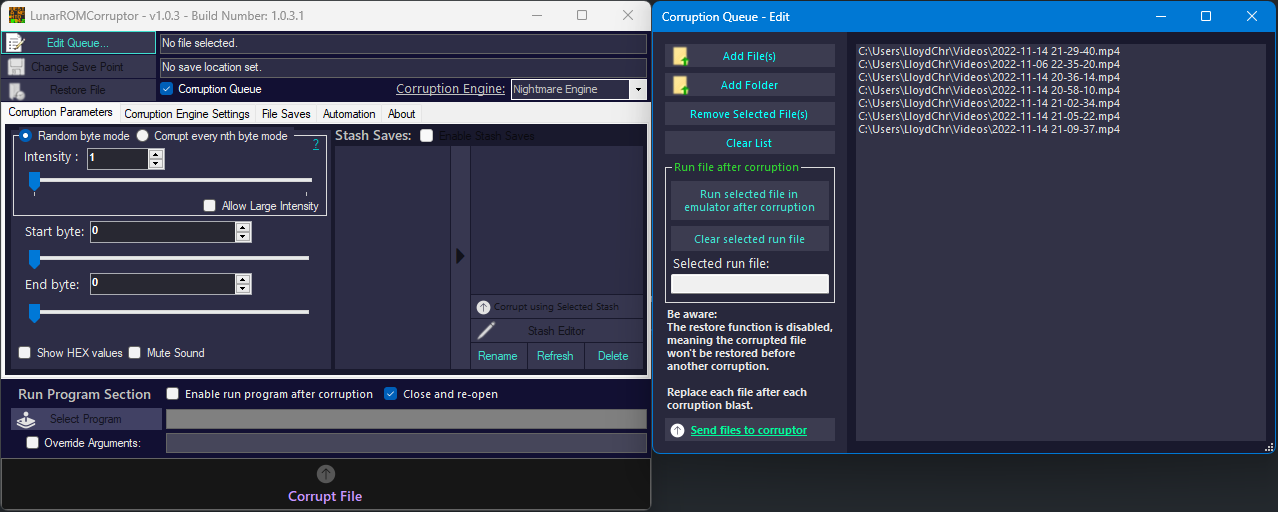 LunarROMCorruptor - v1.0.3 - Build Number: 1.0.3.1
Edit Queue...
No file selected.
Change Save Point
No save location set.
Restore File
Corruption Queue
Corruption Engine:
Nightmare Engine
Corruption Parameters
Corruption Engine Settings
File Saves
Automation
About
Random byte mode
Corrupt every nth byte mode
?
Intensity :
1
Allow Large Intensity
Start byte:
0
End byte:
0
Show HEX values
Mute Sound
Stash Saves:
Enable Stash Saves
Corrupt using Selected Stash
Stash Editor
Rename
Refresh
Delete
Run Program Section
Enable run program after corruption
Close and re-open
Select Program
Override Arguments:
Corrupt File
Corruption Queue - Edit
Add File(s)
Add Folder
Remove Selected File(s)
Clear List
Run file after corruption
Run selected file in
emulator after corruption
Clear selected run file
Selected run file:
Be aware:
The restore function is disabled,
meaning the corrupted file
won't be restored before
another corruption.
Replace each file after each
corruption blast.
Send files to corruptor
C:\Users\LloydChr\Videos\2022-11-14 21-29-40.mp4
C:\Users\LloydChr\Videos\2022-11-06 22-35-20.mp4
C:\Users\LloydChr\Videos\2022-11-14 20-36-14.mp4
C:\Users\LloydChr\Videos\2022-11-14 20-58-10.mp4
C:\Users\LloydChr\Videos\2022-11-14 21-02-34.mp4
C:\Users\LloydChr\Videos\2022-11-14 21-05-22.mp4
C:\Users\LloydChr\Videos\2022-11-14 21-09-37.mp4